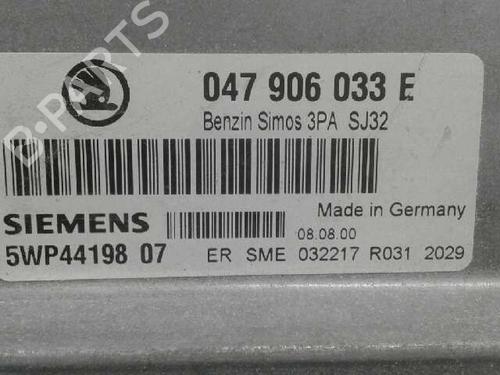 B-PARTS
047 906 033 E
Benzin Simos 3PA SJ32
SIEMENS
Made in Germany
08.08.00
5WP44198 07
ER SME 032217 R031 2029